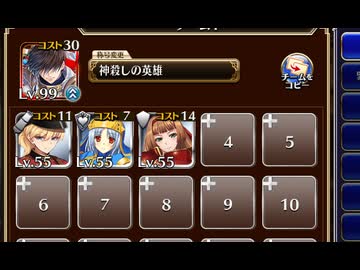 コスト30
称号変更
神殺しの英雄
Lv.99
チームを
コピー
コスト11
コスト 7
コスト14
Lv.55
Lv.55
Lv.55
4
5
6
7
8
9
10